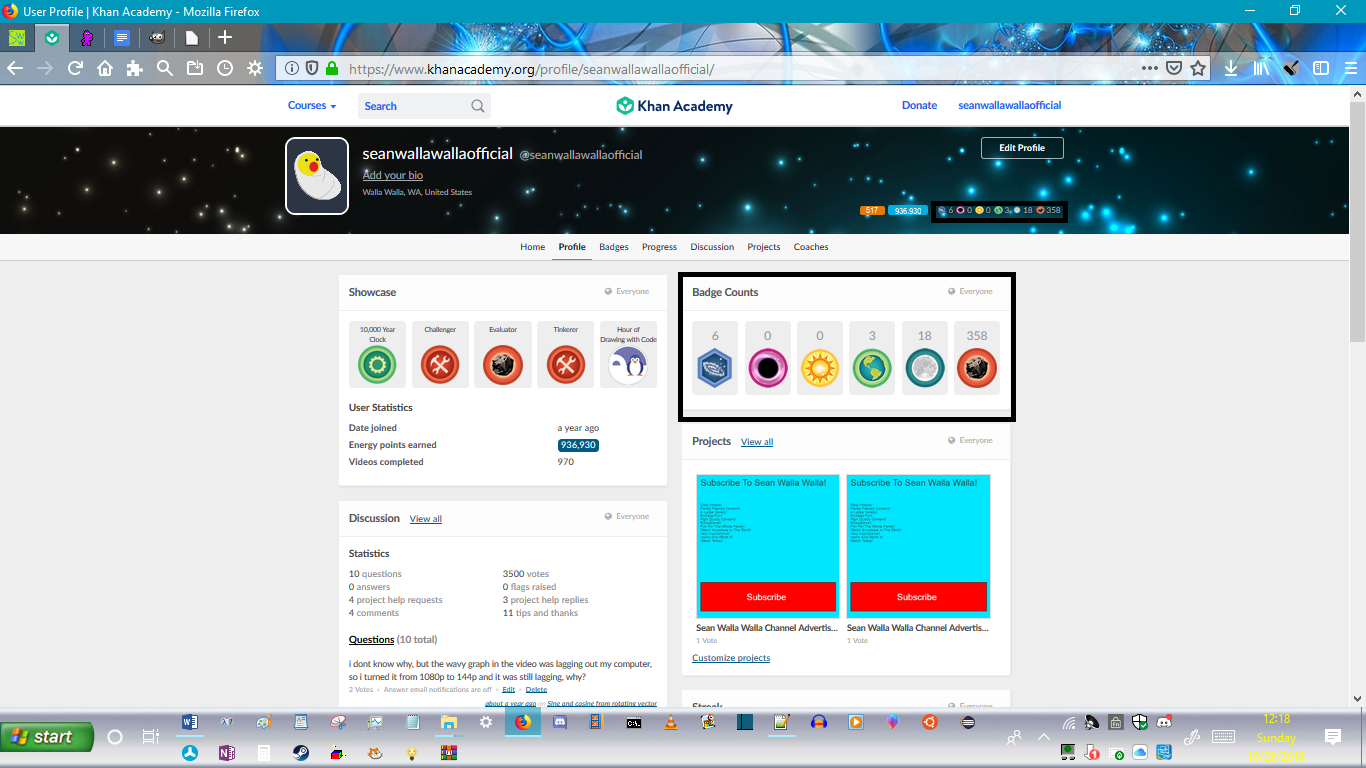 User Profile | Khan Academy - Mozilla Firefox
https://www.khanacademy.org/profile/seanwallawallaofficial/
Courses
Search
Khan Academy
Donate
seanwallawallaofficial
seanwallawallaofficial @seanwallawallaofficial
Add your bio
Walla Walla, WA, United States
Edit Profile
517 936,930 6 0 0 3 18 358
Home Profile Badges Progress Discussion Projects Coaches
Showcase Everyone
10,000 Year Clock
Challenger
Evaluator
Tinkerer
Hour of Drawing with Code
User Statistics
Date joined a year ago
Energy points earned 936,930
Videos completed 970
Badge Counts Everyone
6 0 0 3 18 358
Projects View all Everyone
Subscribe To Sean Walla Walla!
Subscribe
Subscribe To Sean Walla Walla!
Subscribe
Sean Walla Walla Channel Advertis...
1 Vote
Sean Walla Walla Channel Advertis...
1 Vote
Customize projects
Discussion View all Everyone
Statistics
10 questions 3500 votes
0 answers 0 flags raised
4 project help requests 3 project help replies
4 comments 11 tips and thanks
Questions (10 total)
i dont know why, but the wavy graph in the video was lagging out my computer,
so i turned it from 1080p to 144p and it was still lagging, why?
2 Votes • Answer email notifications are off • Edit • Delete
about a year ago on Sine and cosine from rotating vector
Streak Everyone
start
12:18
Sunday
10/28/2018